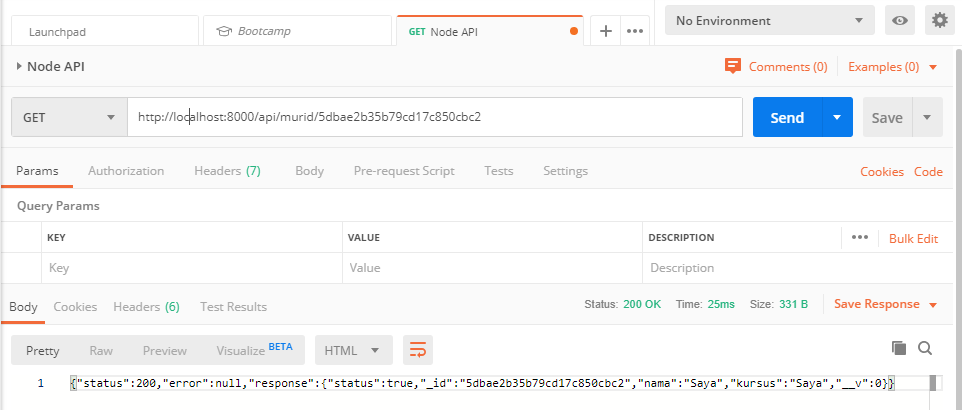 Launchpad
Bootcamp
GET Node API
No Environment
Node API
Comments (0)
Examples (0)
GET
http://localhost:8000/api/murid/5dbae2b35b79cd17c850cbc2
Send
Save
Params
Authorization
Headers (7)
Body
Pre-request Script
Tests
Settings
Cookies
Code
Query Params
KEY
VALUE
DESCRIPTION
Bulk Edit
Key
Value
Description
Body
Cookies
Headers (6)
Test Results
Status: 200 OK
Time: 25ms
Size: 331 B
Save Response
Pretty
Raw
Preview
Visualize BETA
HTML
1
{"status":200,"error":null,"response":{"status":true,"_id":"5dbae2b35b79cd17c850cbc2","nama":"Saya","kursus":"Saya","__v":0}}